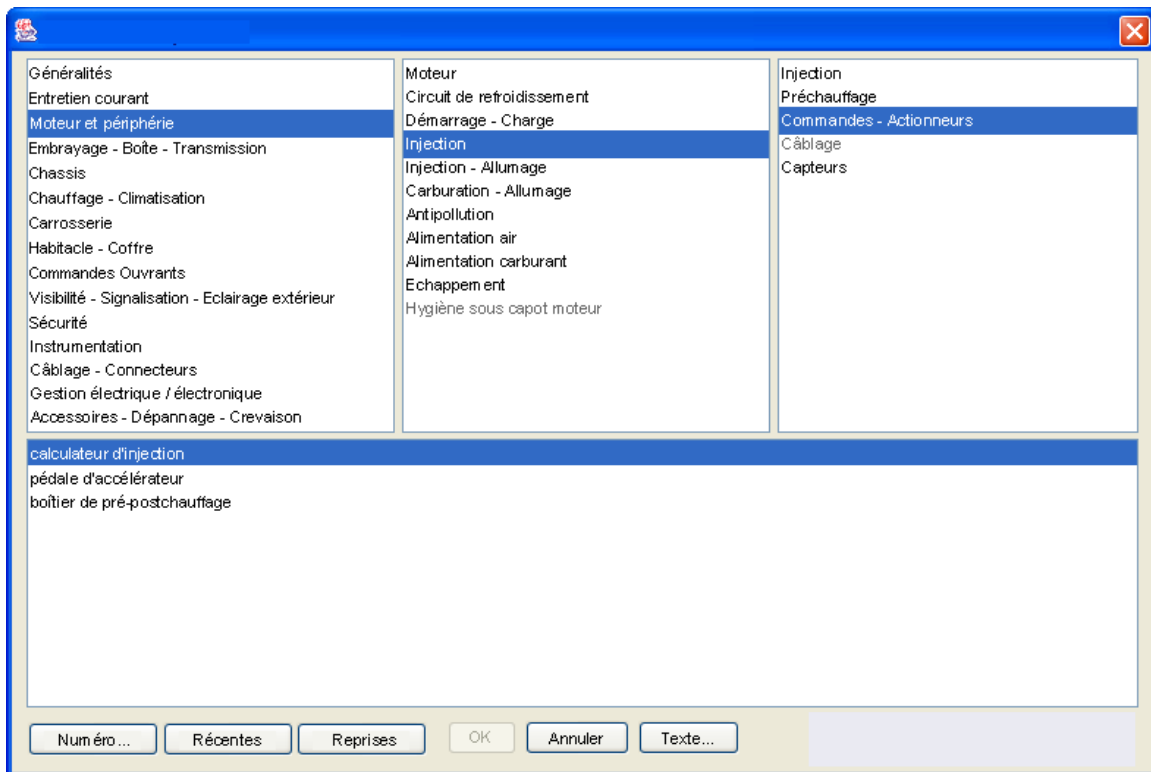 Généralités
Entretien courant
Moteur et périphérie
Embrayage - Boîte - Transmission
Chassis
Chauffage - Climatisation
Carrosserie
Habitacle - Coffre
Commandes Ouvrants
Visibilité - Signalisation - Eclairage extérieur
Sécurité
Instrumentation
Câblage - Connecteurs
Gestion électrique / électronique
Accessoires - Dépannage - Crevaison
Moteur
Circuit de refroidissement
Démarrage - Charge
Injection
Injection - Allumage
Carburation - Allumage
Antipollution
Alimentation air
Alimentation carburant
Echappement
Hygiène sous capot moteur
Injection
Préchauffage
Commandes - Actionneurs
Câblage
Capteurs
calculateur d'injection
pédale d'accélérateur
boîtier de pré-postchauffage
Numéro... Récentes Reprises OK Annuler Texte...